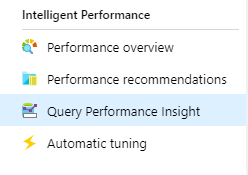 Intelligent Performance
Performance overview
Performance recommendations
Query Performance Insight
Automatic tuning